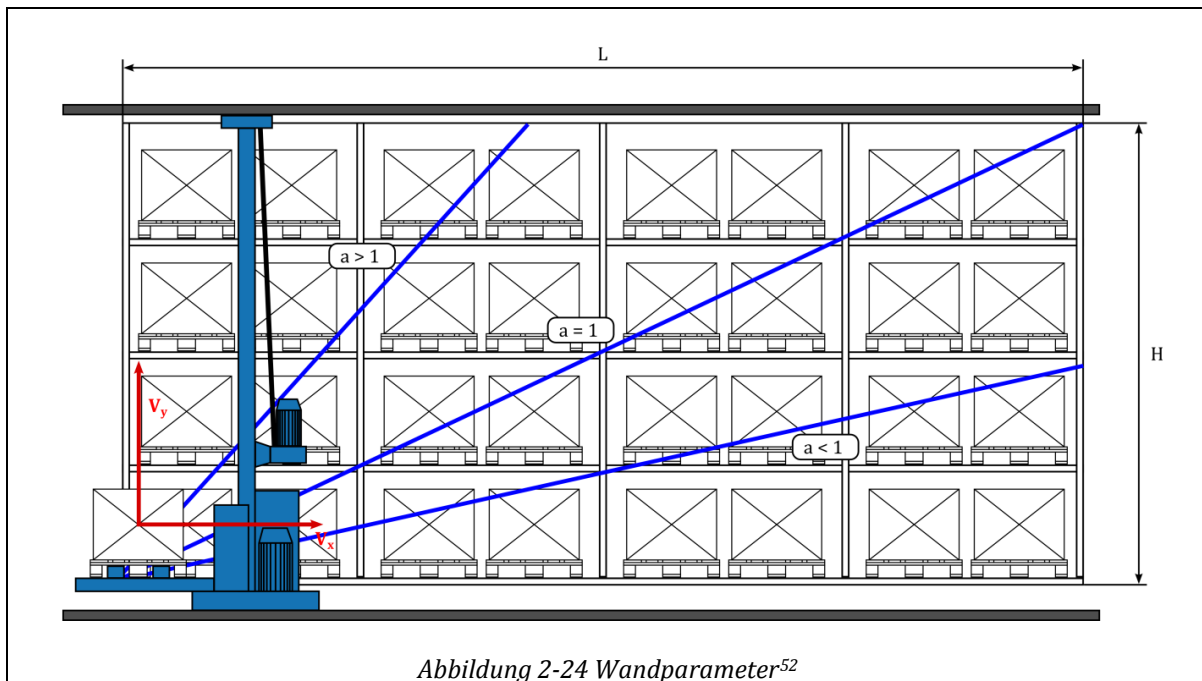 L
a > 1
a = 1
H
Vy
a < 1
Vx
Abbildung 2-24 Wandparameter52